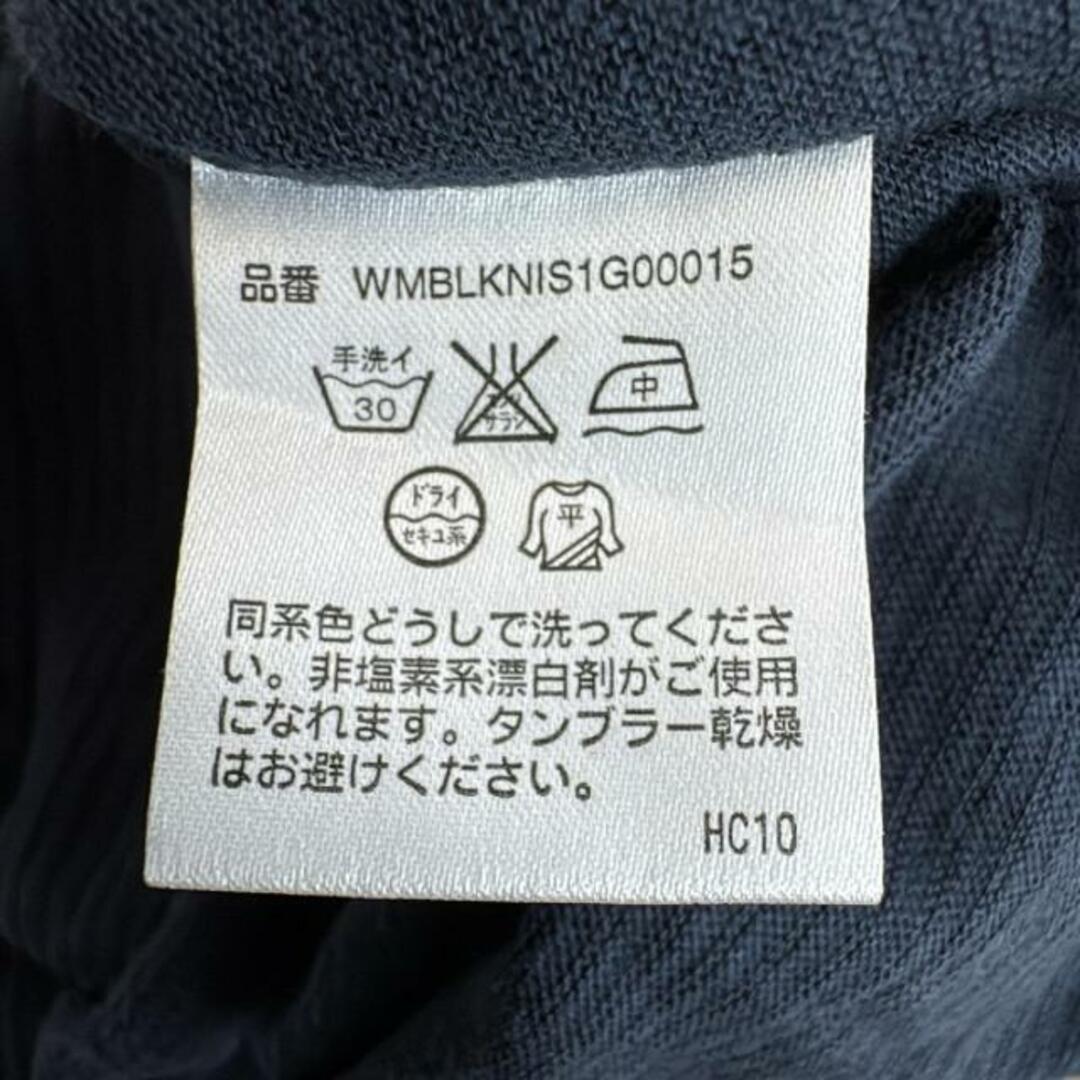 品番 WMBLKNIS1G00015
手洗イ 中
30 エンソ
サラシ
ドライ 平
セキユ系
同系色どうしで洗ってくださ
い。非塩素系漂白剤がご使用
になれます。タンブラー乾燥
はお避けください。
HC10